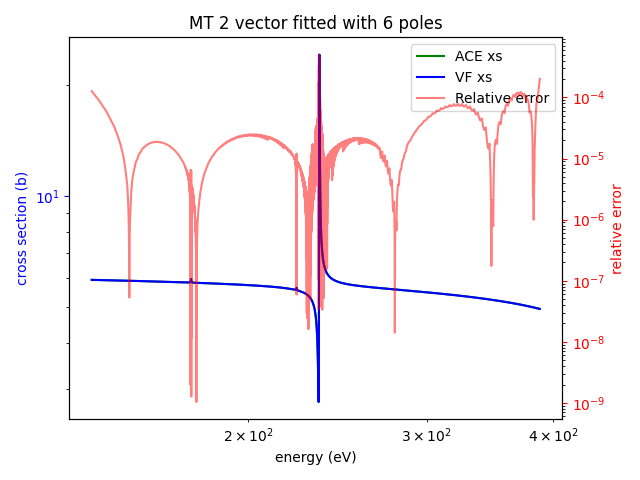 MT 2 vector fitted with 6 poles
ACE xs
VF xs
Relative error
cross section (b)
10¹
relative error
10⁻⁴
10⁻⁵
10⁻⁶
10⁻⁷
10⁻⁸
10⁻⁹
2 × 10²
3 × 10²
4 × 10²
energy (eV)